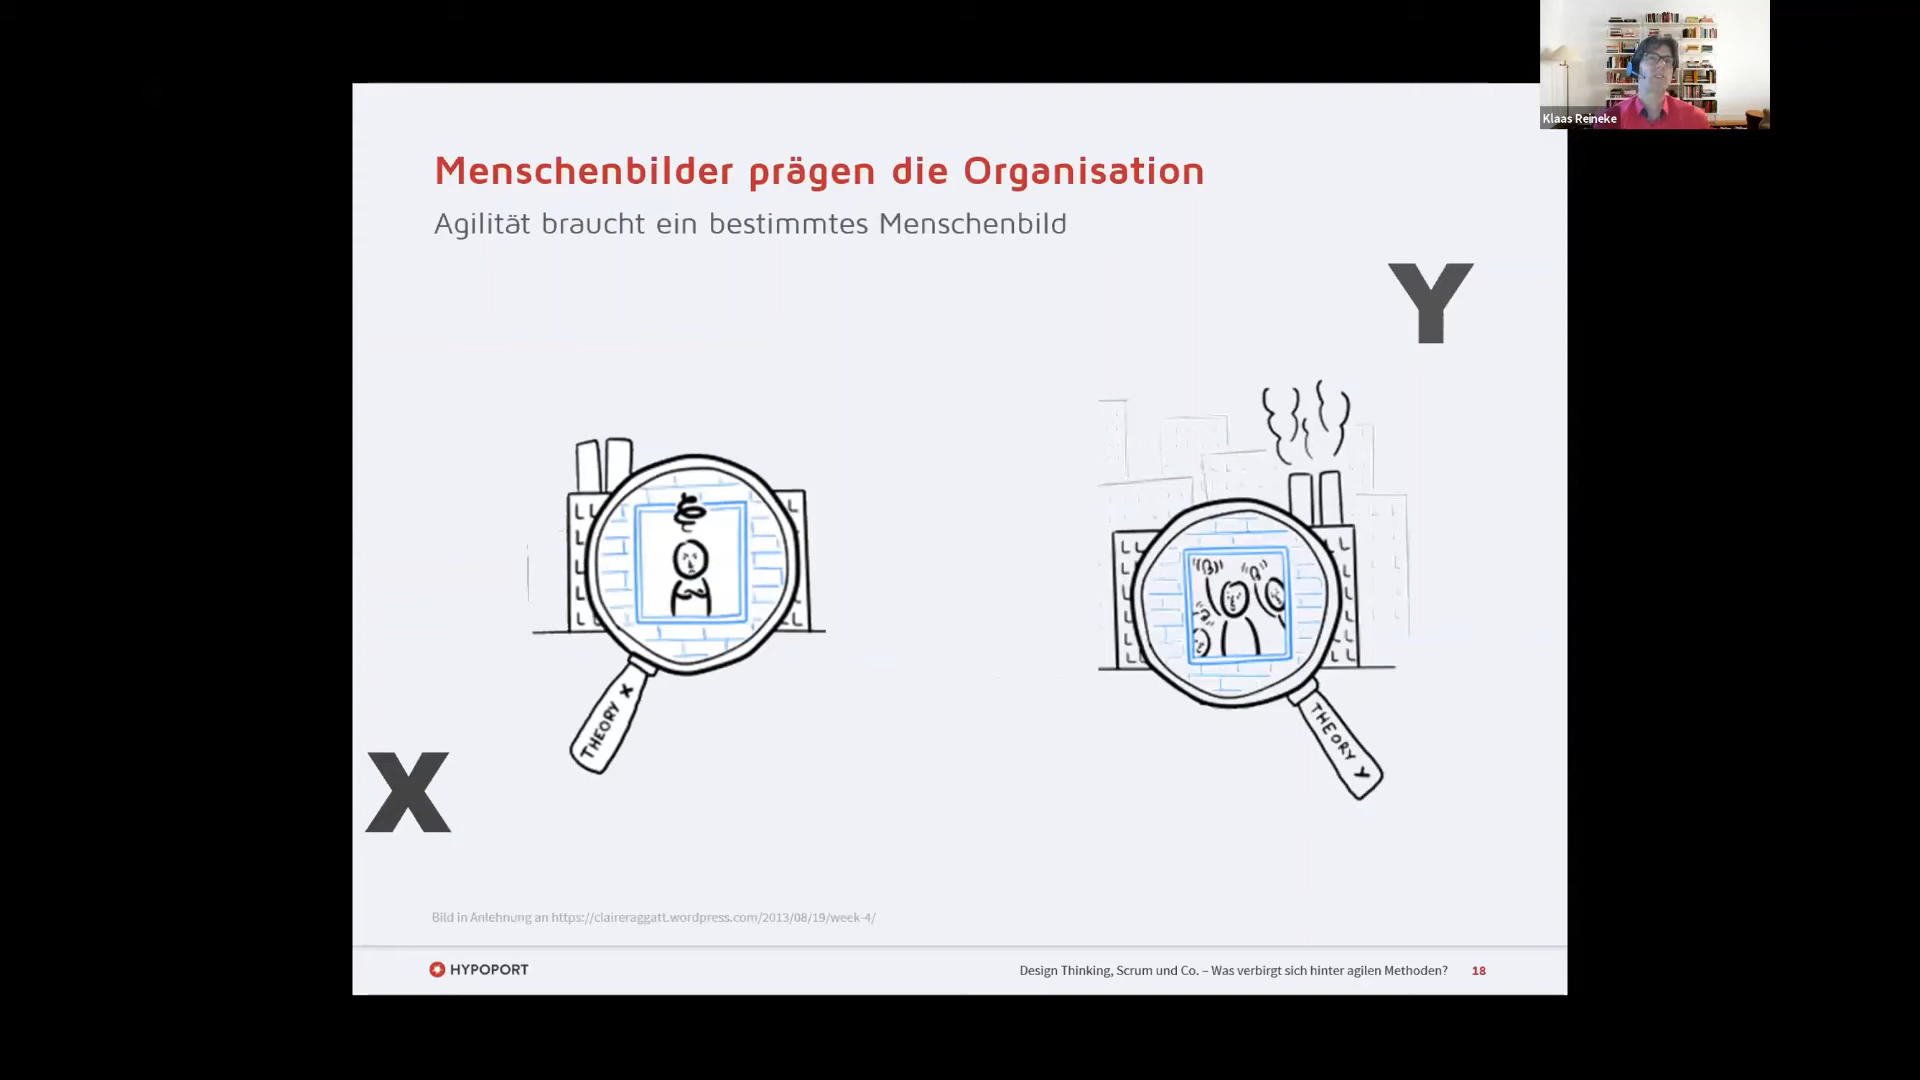 Klaas Reineke
Menschenbilder prägen die Organisation
Agilität braucht ein bestimmtes Menschenbild
Y
THEORY X
THEORY Y
X
Bild in Anlehnung an https://claireraggatt.wordpress.com/2013/08/19/week-4/
HYPOPORT
Design Thinking, Scrum und Co. – Was verbirgt sich hinter agilen Methoden? 18